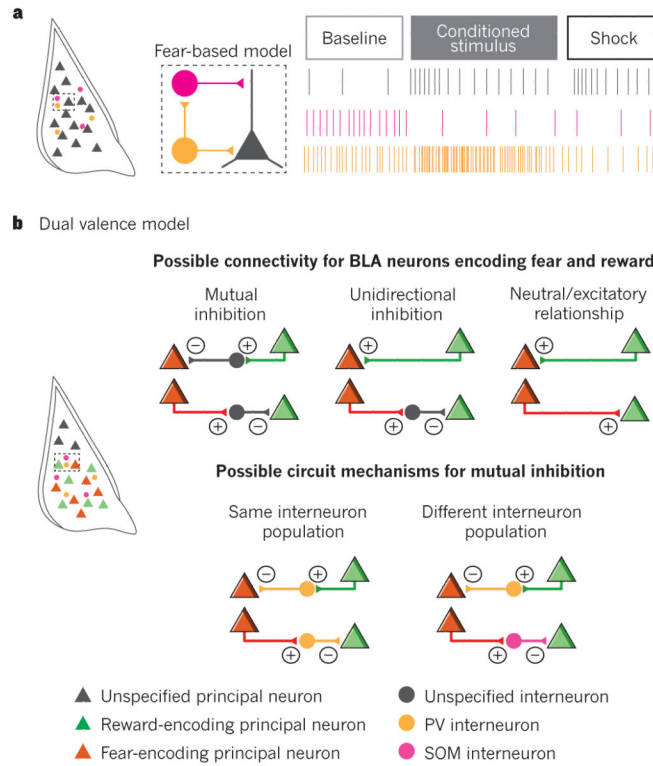 a
Fear-based model
Baseline
Conditioned
stimulus
Shock
b Dual valence model
Possible connectivity for BLA neurons encoding fear and reward
Mutual
inhibition
Unidirectional
inhibition
Neutral/excitatory
relationship
− +
+
+
+ −
+ −
+
Possible circuit mechanisms for mutual inhibition
Same interneuron
population
Different interneuron
population
− +
− +
+ −
+ −
Unspecified principal neuron
Unspecified interneuron
Reward-encoding principal neuron
PV interneuron
Fear-encoding principal neuron
SOM interneuron